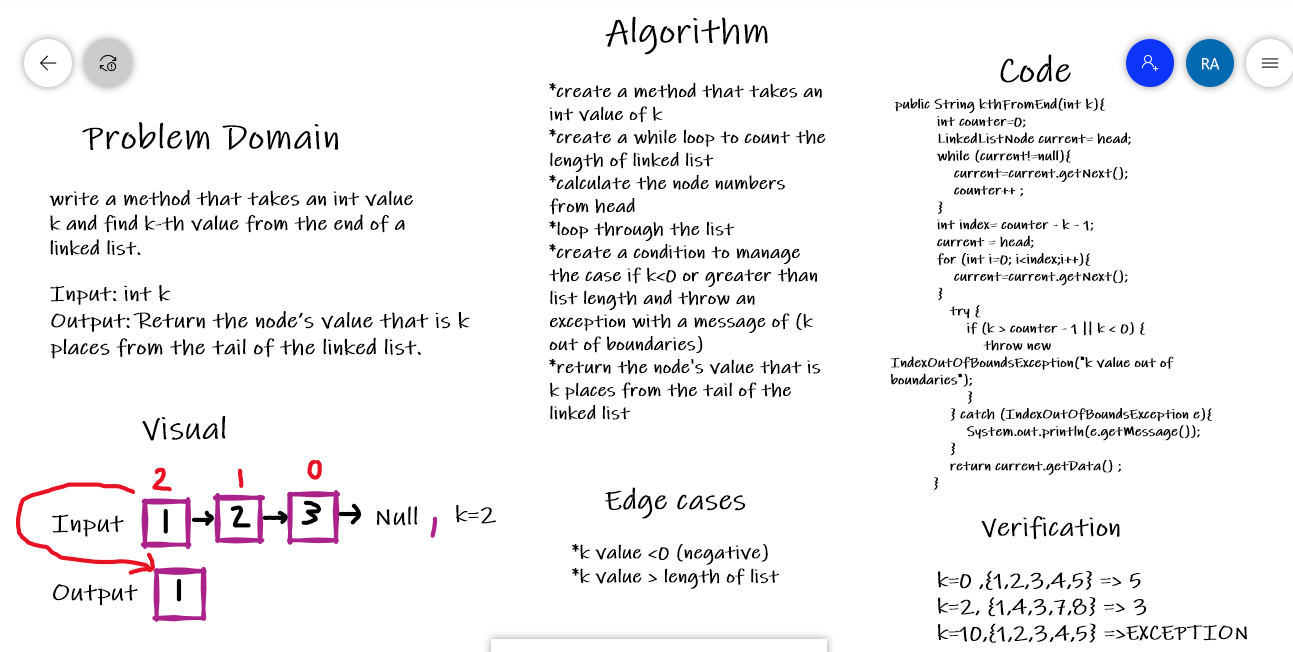 Problem Domain
write a method that takes an int value
k and find k-th value from the end of a
linked list.
Input: int k
Output: Return the node's value that is k
places from the tail of the linked list.
Visual
2 1 0
Input 1 2 3 Null , k=2
Output 1
Algorithm
*create a method that takes an
int value of k
*create a while loop to count the
length of linked list
*calculate the node numbers
from head
*loop through the list
*create a condition to manage
the case if k<0 or greater than
list length and throw an
exception with a message of (k
out of boundaries)
*return the node's value that is
k places from the tail of the
linked list
Edge cases
*k value <0 (negative)
*k value > length of list
RA
Code
public String kthFromEnd(int k){
int counter=0;
LinkedListNode current= head;
while (current!=null){
current=current.getNext();
counter++ ;
}
int index= counter - k - 1;
current = head;
for (int i=0; i<index;i++){
current=current.getNext();
}
try {
if (k > counter - 1 || k < 0) {
throw new
IndexOutOfBoundsException("k value out of
boundaries");
}
} catch (IndexOutOfBoundsException e){
System.out.println(e.getMessage());
}
return current.getData() ;
}
Verification
k=0 ,{1,2,3,4,5} => 5
k=2, {1,4,3,7,8} => 3
k=10,{1,2,3,4,5} =>EXCEPTION